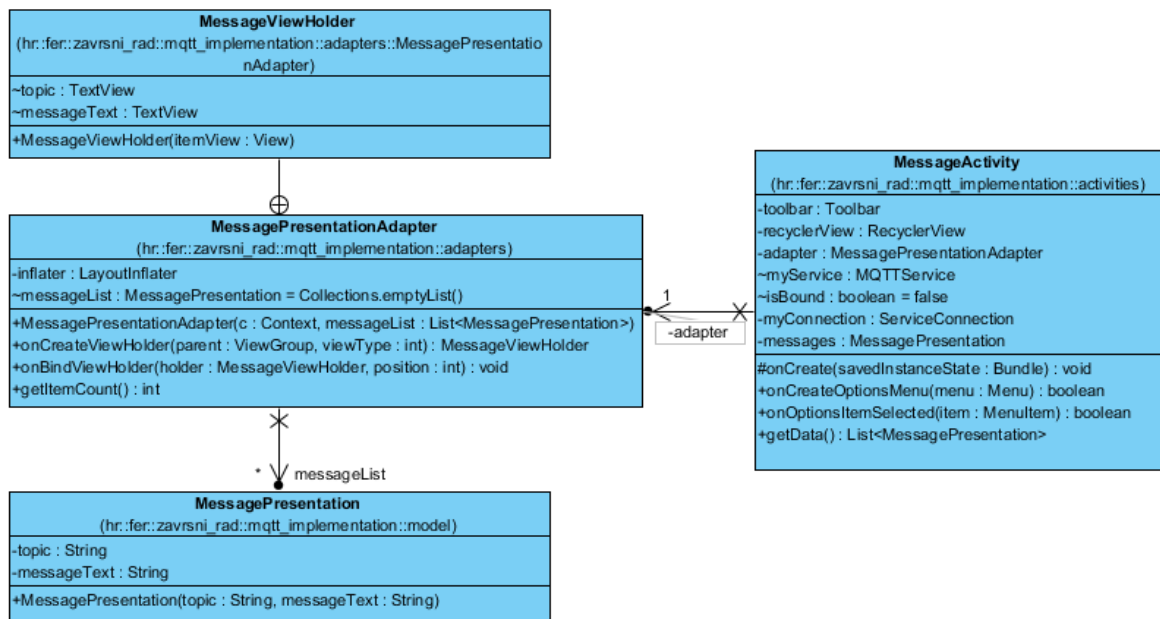 MessageViewHolder
(hr::fer::zavrsni_rad::mqtt_implementation::adapters::MessagePresentatio
nAdapter)
~topic : TextView
~messageText : TextView
+MessageViewHolder(itemView : View)
MessagePresentationAdapter
(hr::fer::zavrsni_rad::mqtt_implementation::adapters)
-inflater : LayoutInflater
~messageList : MessagePresentation = Collections.emptyList()
+MessagePresentationAdapter(c : Context, messageList : List<MessagePresentation>)
+onCreateViewHolder(parent : ViewGroup, viewType : int) : MessageViewHolder
+onBindViewHolder(holder : MessageViewHolder, position : int) : void
+getItemCount() : int
1
-adapter
MessageActivity
(hr::fer::zavrsni_rad::mqtt_implementation::activities)
-toolbar : Toolbar
-recyclerView : RecyclerView
-adapter : MessagePresentationAdapter
~myService : MQTTService
~isBound : boolean = false
-myConnection : ServiceConnection
-messages : MessagePresentation
#onCreate(savedInstanceState : Bundle) : void
+onCreateOptionsMenu(menu : Menu) : boolean
+onOptionsItemSelected(item : MenuItem) : boolean
+getData() : List<MessagePresentation>
* messageList
MessagePresentation
(hr::fer::zavrsni_rad::mqtt_implementation::model)
-topic : String
-messageText : String
+MessagePresentation(topic : String, messageText : String)